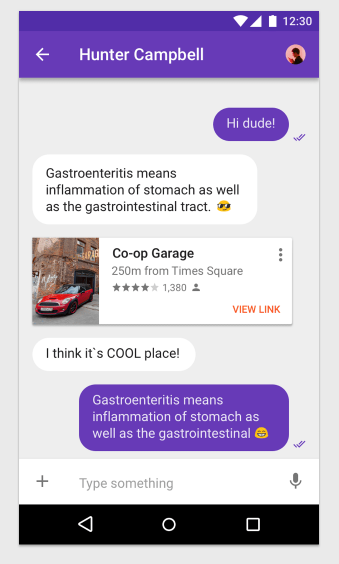 12:30
Hunter Campbell
Hi dude!
Gastroenteritis means
inflammation of stomach as well
as the gastrointestinal tract. 😎
Co-op Garage
250m from Times Square
★★★★★ 1,380
VIEW LINK
I think it`s COOL place!
Gastroenteritis means
inflammation of stomach as
well as the gastrointestinal 😄
Type something